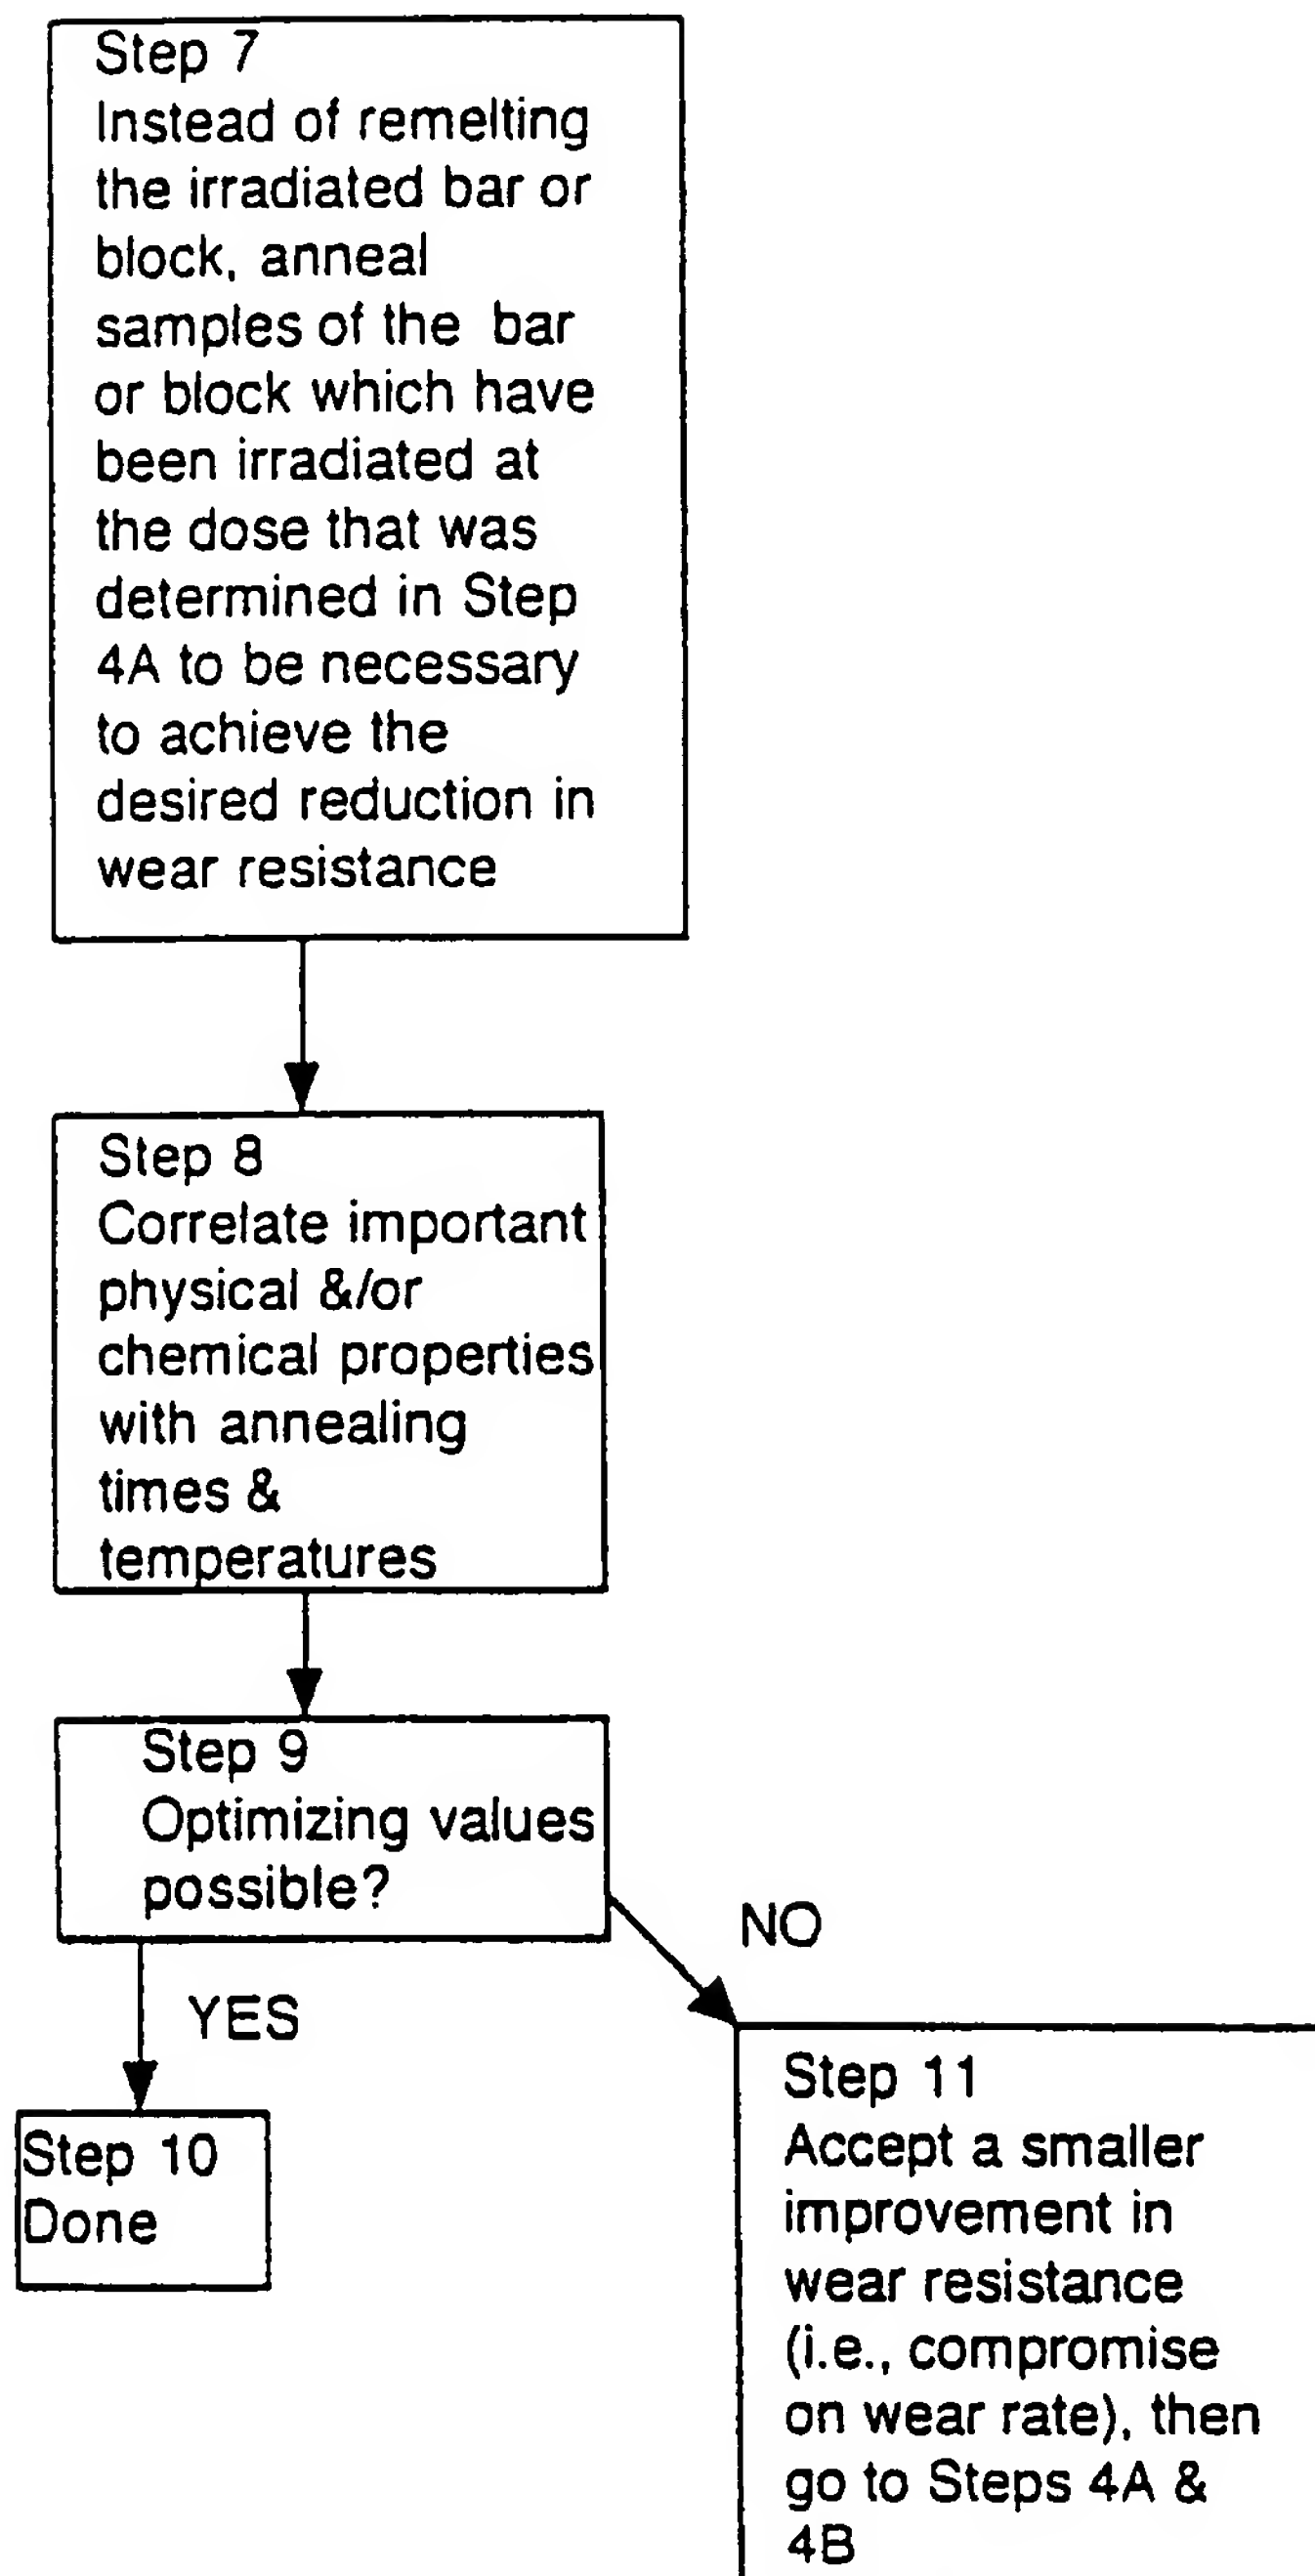 Step 7
Instead of remelting
the irradiated bar or
block, anneal
samples of the bar
or block which have
been irradiated at
the dose that was
determined in Step
4A to be necessary
to achieve the
desired reduction in
wear resistance
Step 8
Correlate important
physical &/or
chemical properties
with annealing
times &
temperatures
Step 9
Optimizing values
possible?
NO
YES
Step 10
Done
Step 11
Accept a smaller
improvement in
wear resistance
(i.e., compromise
on wear rate), then
go to Steps 4A &
4B